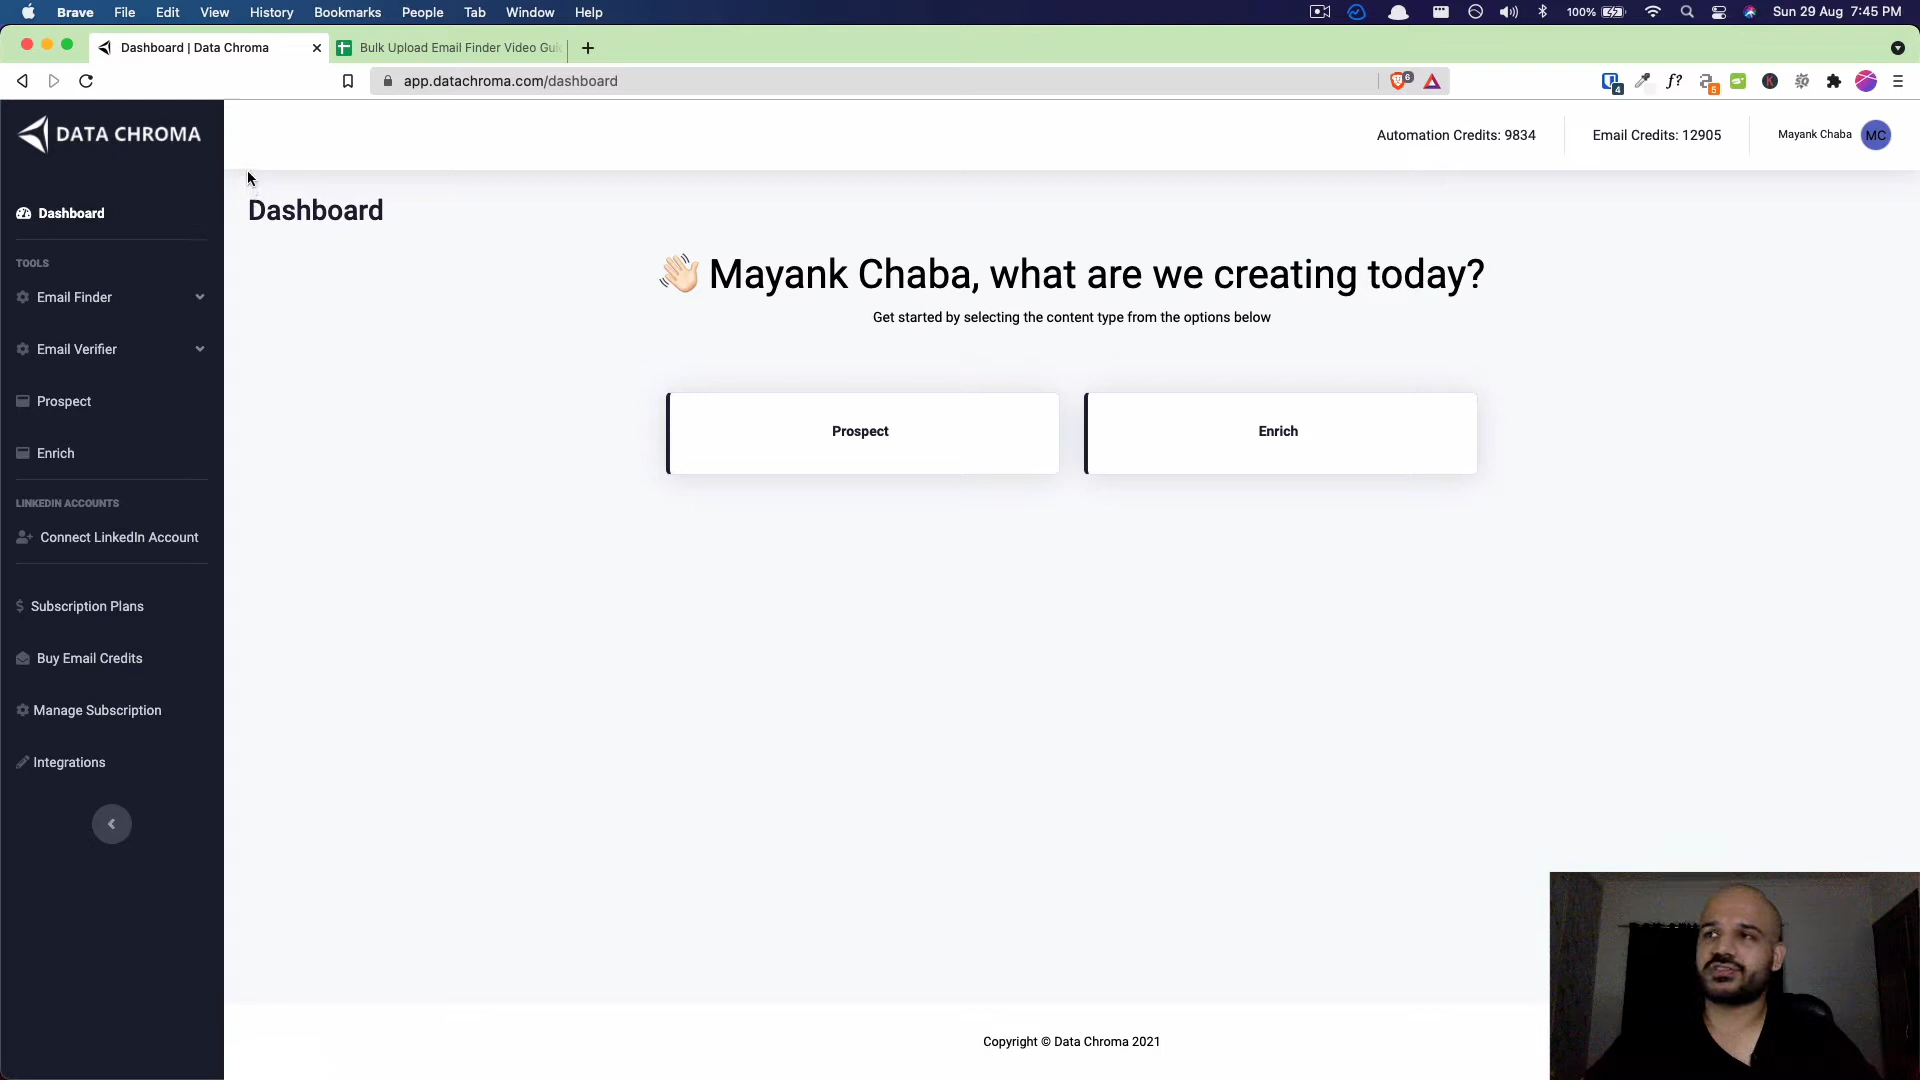 Brave File Edit View History Bookmarks People Tab Window Help 100% Sun 29 Aug 7:45 PM
Dashboard | Data Chroma Bulk Upload Email Finder Video Gui
app.datachroma.com/dashboard 6 4 f? 5 K
DATA CHROMA Automation Credits: 9834 Email Credits: 12905 Mayank Chaba MC
Dashboard
Dashboard
TOOLS
Email Finder
Email Verifier
Prospect
Enrich
LINKEDIN ACCOUNTS
Connect LinkedIn Account
Subscription Plans
Buy Email Credits
Manage Subscription
Integrations
👋🏻 Mayank Chaba, what are we creating today?
Get started by selecting the content type from the options below
Prospect Enrich
Copyright © Data Chroma 2021